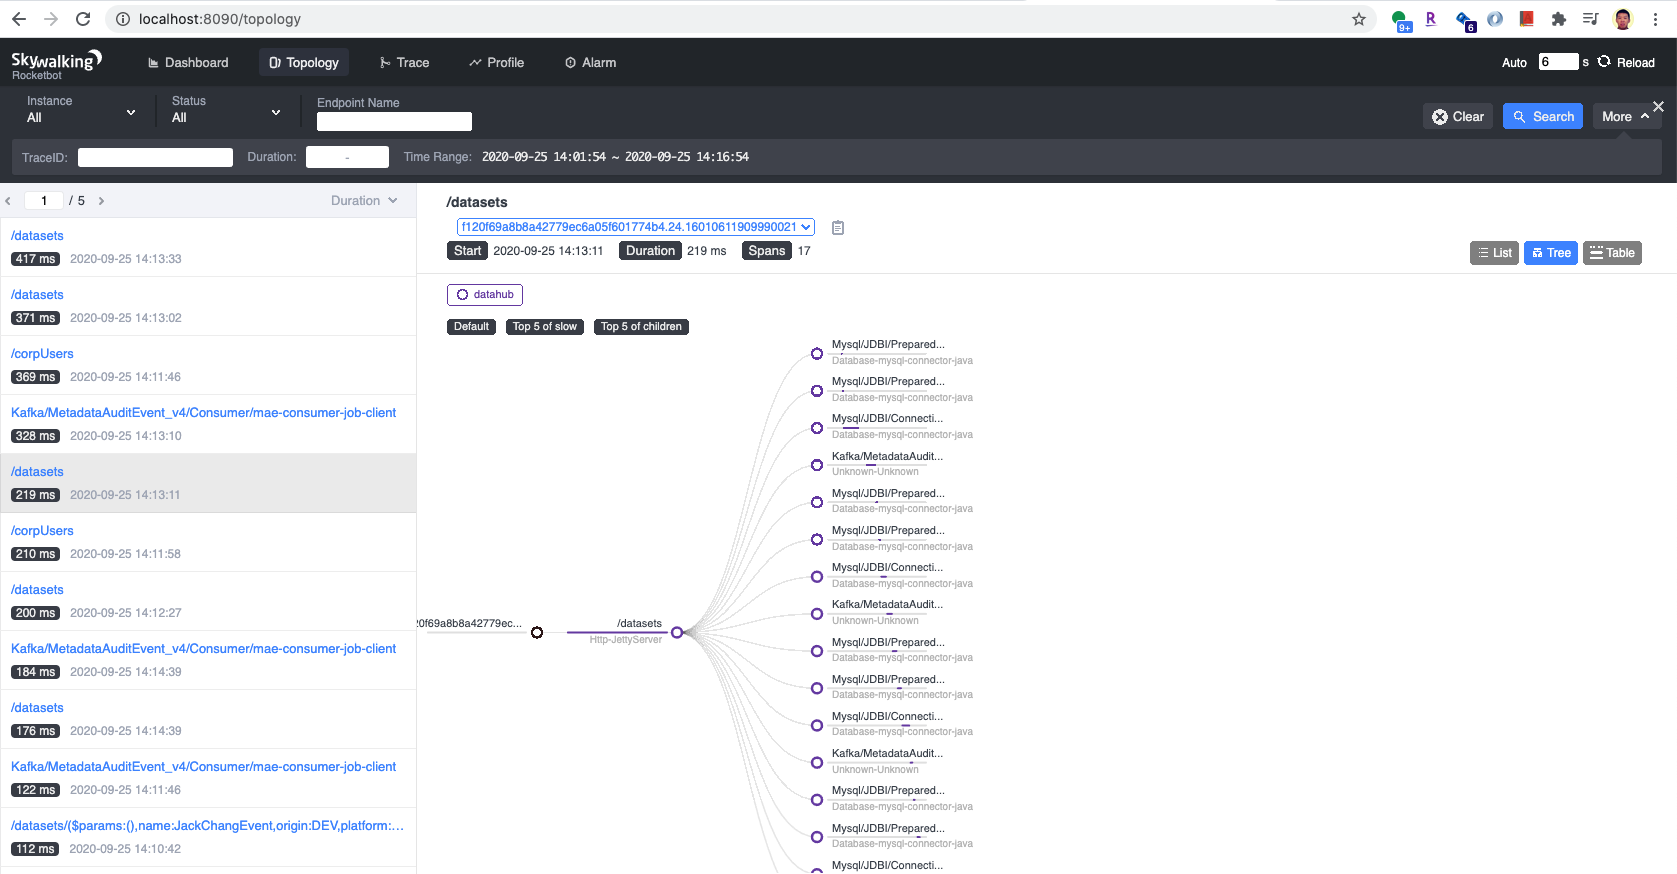 localhost:8090/topology
9+
R
6
Skywalking
Rocketbot
Dashboard
Topology
Trace
Profile
Alarm
Auto 6 s Reload
Instance
All
Status
All
Endpoint Name
Clear
Search
More
TraceID:
Duration: -
Time Range: 2020-09-25 14:01:54 ~ 2020-09-25 14:16:54
1 / 5
Duration
/datasets
417 ms 2020-09-25 14:13:33
/datasets
371 ms 2020-09-25 14:13:02
/corpUsers
369 ms 2020-09-25 14:11:46
Kafka/MetadataAuditEvent_v4/Consumer/mae-consumer-job-client
328 ms 2020-09-25 14:13:10
/datasets
219 ms 2020-09-25 14:13:11
/corpUsers
210 ms 2020-09-25 14:11:58
/datasets
200 ms 2020-09-25 14:12:27
Kafka/MetadataAuditEvent_v4/Consumer/mae-consumer-job-client
184 ms 2020-09-25 14:14:39
/datasets
176 ms 2020-09-25 14:14:39
Kafka/MetadataAuditEvent_v4/Consumer/mae-consumer-job-client
122 ms 2020-09-25 14:11:46
/datasets/($params:(),name:JackChangEvent,origin:DEV,platform:...
112 ms 2020-09-25 14:10:42
/datasets
f120f69a8b8a42779ec6a05f601774b4.24.16010611909990021
Start 2020-09-25 14:13:11 Duration 219 ms Spans 17
List
Tree
Table
datahub
Default
Top 5 of slow
Top 5 of children
20f69a8b8a42779ec...
/datasets
Http-JettyServer
Mysql/JDBI/Prepared...
Database-mysql-connector-java
Mysql/JDBI/Prepared...
Database-mysql-connector-java
Mysql/JDBI/Connecti...
Database-mysql-connector-java
Kafka/MetadataAudit...
Unknown-Unknown
Mysql/JDBI/Prepared...
Database-mysql-connector-java
Mysql/JDBI/Prepared...
Database-mysql-connector-java
Mysql/JDBI/Connecti...
Database-mysql-connector-java
Kafka/MetadataAudit...
Unknown-Unknown
Mysql/JDBI/Prepared...
Database-mysql-connector-java
Mysql/JDBI/Prepared...
Database-mysql-connector-java
Mysql/JDBI/Connecti...
Database-mysql-connector-java
Kafka/MetadataAudit...
Unknown-Unknown
Mysql/JDBI/Prepared...
Database-mysql-connector-java
Mysql/JDBI/Prepared...
Database-mysql-connector-java
Mysql/JDBI/Connecti...